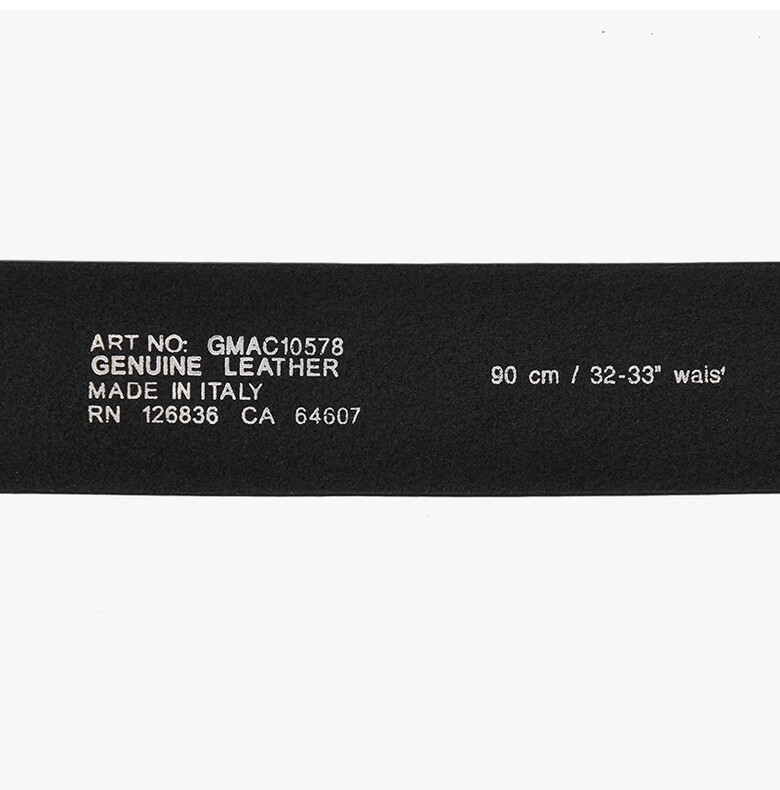 ART NO: GMAC10578
GENUINE LEATHER
MADE IN ITALY
RN 126836 CA 64607
90 cm / 32-33" wais